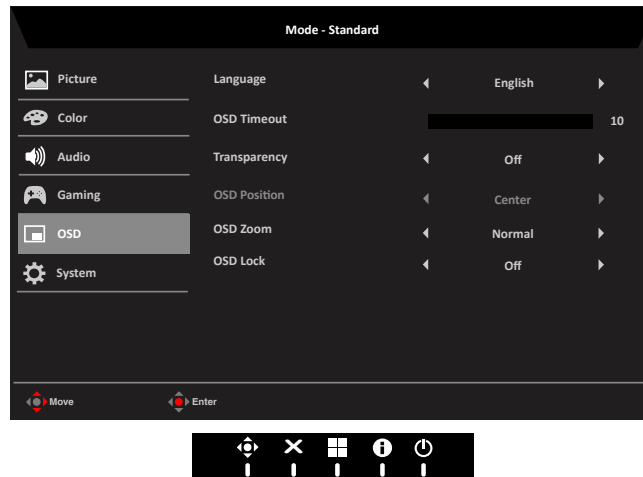 Mode - Standard
Picture
Language English
Color
OSD Timeout 10
Audio
Transparency Off
Gaming
OSD Position Center
OSD
OSD Zoom Normal
System
OSD Lock Off
Move Enter